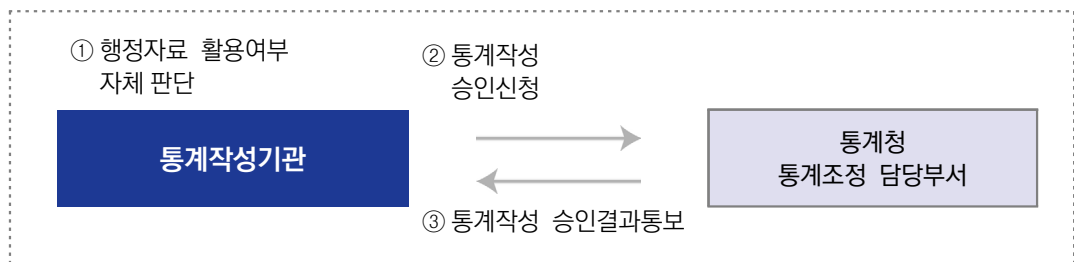 ① 행정자료 활용여부
자체 판단
② 통계작성
승인신청
통계작성기관
통계청
통계조정 담당부서
③ 통계작성 승인결과통보